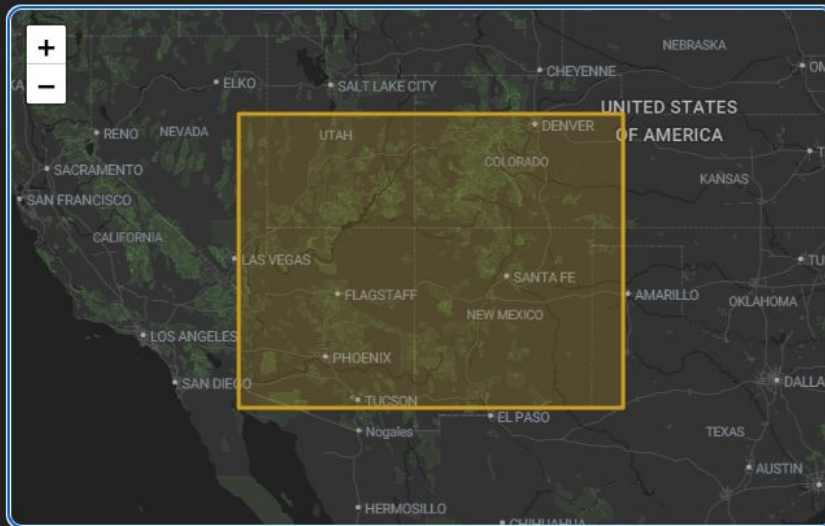 +
−
NEBRASKA
CHEYENNE
ELKO
SALT LAKE CITY
UNITED STATES
OF AMERICA
RENO
NEVADA
UTAH
DENVER
COLORADO
SACRAMENTO
KANSAS
SAN FRANCISCO
CALIFORNIA
LAS VEGAS
SANTA FE
FLAGSTAFF
AMARILLO
OKLAHOMA
NEW MEXICO
LOS ANGELES
PHOENIX
SAN DIEGO
DALLA
TUCSON
EL PASO
Nogales
TEXAS
AUSTIN
HERMOSILLO
CHIHUAHUA